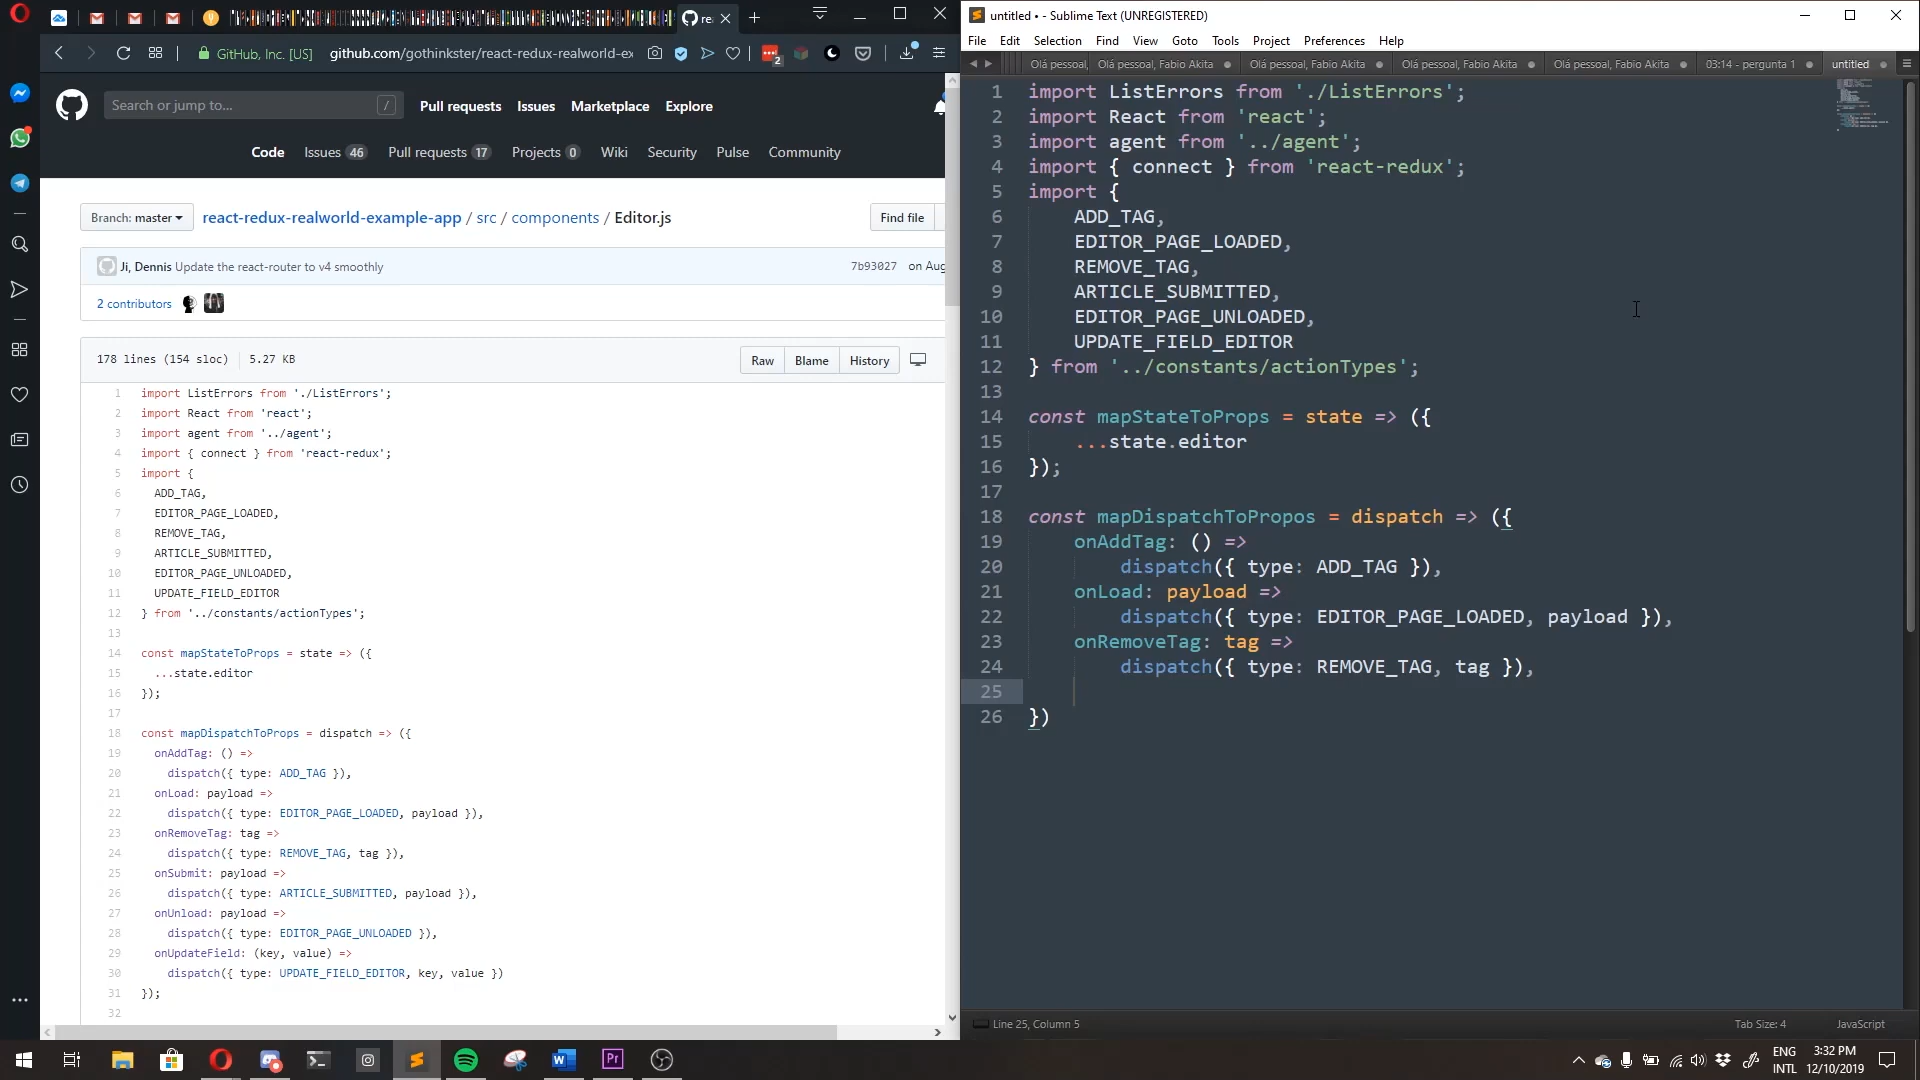 re
GitHub, Inc. [US]
github.com/gothinkster/react-redux-realworld-ex
2
Search or jump to...
/
Pull requests
Issues
Marketplace
Explore
Code
Issues 46
Pull requests 17
Projects 0
Wiki
Security
Pulse
Community
Branch: master
react-redux-realworld-example-app / src / components / Editor.js
Find file
Ji, Dennis Update the react-router to v4 smoothly
7b93027 on Aug
2 contributors
178 lines (154 sloc)
5.27 KB
Raw
Blame
History
1 import ListErrors from './ListErrors';
2 import React from 'react';
3 import agent from '../agent';
4 import { connect } from 'react-redux';
5 import {
6 ADD_TAG,
7 EDITOR_PAGE_LOADED,
8 REMOVE_TAG,
9 ARTICLE_SUBMITTED,
10 EDITOR_PAGE_UNLOADED,
11 UPDATE_FIELD_EDITOR
12 } from '../constants/actionTypes';
13
14 const mapStateToProps = state => ({
15 ...state.editor
16 });
17
18 const mapDispatchToProps = dispatch => ({
19 onAddTag: () =>
20 dispatch({ type: ADD_TAG }),
21 onLoad: payload =>
22 dispatch({ type: EDITOR_PAGE_LOADED, payload }),
23 onRemoveTag: tag =>
24 dispatch({ type: REMOVE_TAG, tag }),
25 onSubmit: payload =>
26 dispatch({ type: ARTICLE_SUBMITTED, payload }),
27 onUnload: payload =>
28 dispatch({ type: EDITOR_PAGE_UNLOADED }),
29 onUpdateField: (key, value) =>
30 dispatch({ type: UPDATE_FIELD_EDITOR, key, value })
31 });
32
untitled • - Sublime Text (UNREGISTERED)
File Edit Selection Find View Goto Tools Project Preferences Help
Olá pessoal,
Olá pessoal, Fabio Akita
Olá pessoal, Fabio Akita
Olá pessoal, Fabio Akita
Olá pessoal, Fabio Akita
03:14 - pergunta 1
untitled
1 import ListErrors from './ListErrors';
2 import React from 'react';
3 import agent from '../agent';
4 import { connect } from 'react-redux';
5 import {
6 ADD_TAG,
7 EDITOR_PAGE_LOADED,
8 REMOVE_TAG,
9 ARTICLE_SUBMITTED,
10 EDITOR_PAGE_UNLOADED,
11 UPDATE_FIELD_EDITOR
12 } from '../constants/actionTypes';
13
14 const mapStateToProps = state => ({
15 ...state.editor
16 });
17
18 const mapDispatchToPropos = dispatch => ({
19 onAddTag: () =>
20 dispatch({ type: ADD_TAG }),
21 onLoad: payload =>
22 dispatch({ type: EDITOR_PAGE_LOADED, payload }),
23 onRemoveTag: tag =>
24 dispatch({ type: REMOVE_TAG, tag }),
25
26 })
Line 25, Column 5
Tab Size: 4
JavaScript
ENG
INTL
3:32 PM
12/10/2019